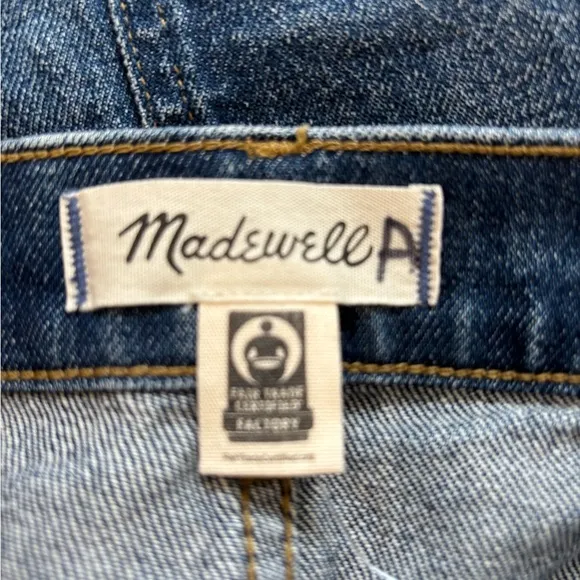 Madewell A
FAIR TRADE
CERTIFIED
FACTORY